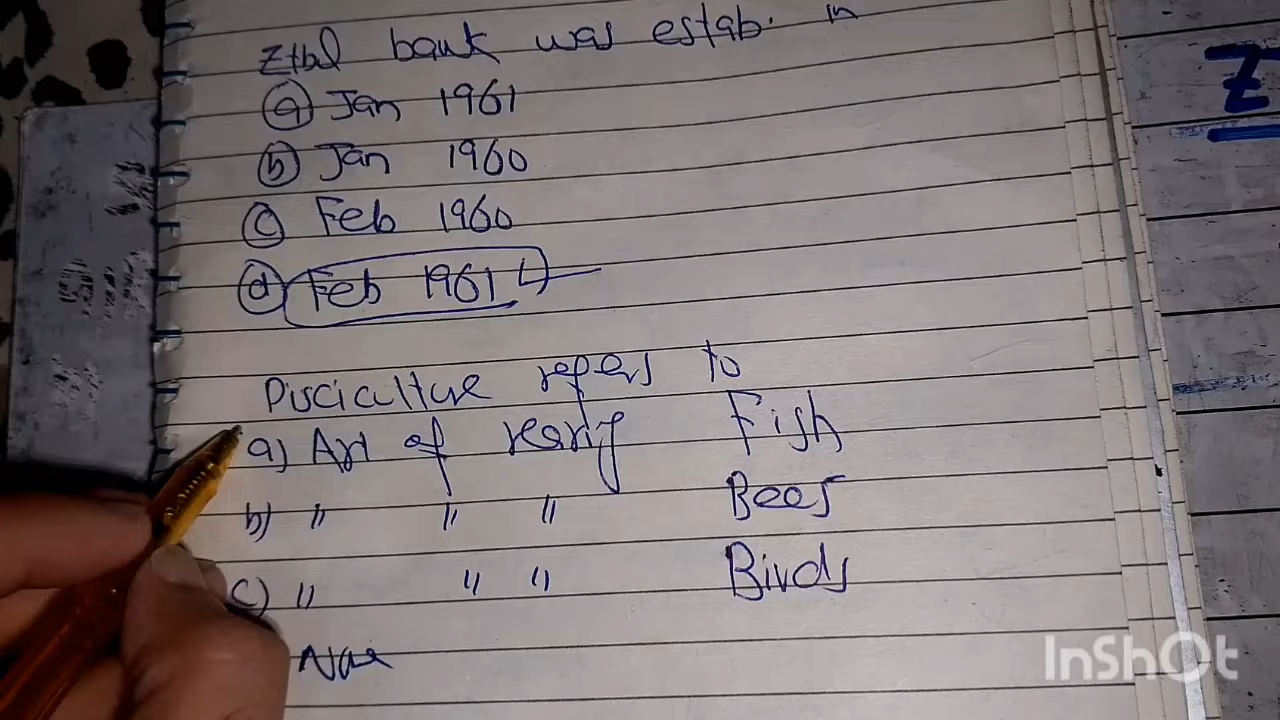 Ztbl bank was estab. in
(a) Jan 1961
(b) Jan 1960
(c) Feb 1960
(d) Feb 1961
Pisciculture refers to
a) Art of rearing Fish
b) " " " Bees
c) " " " Birds
None
Z
InShOt